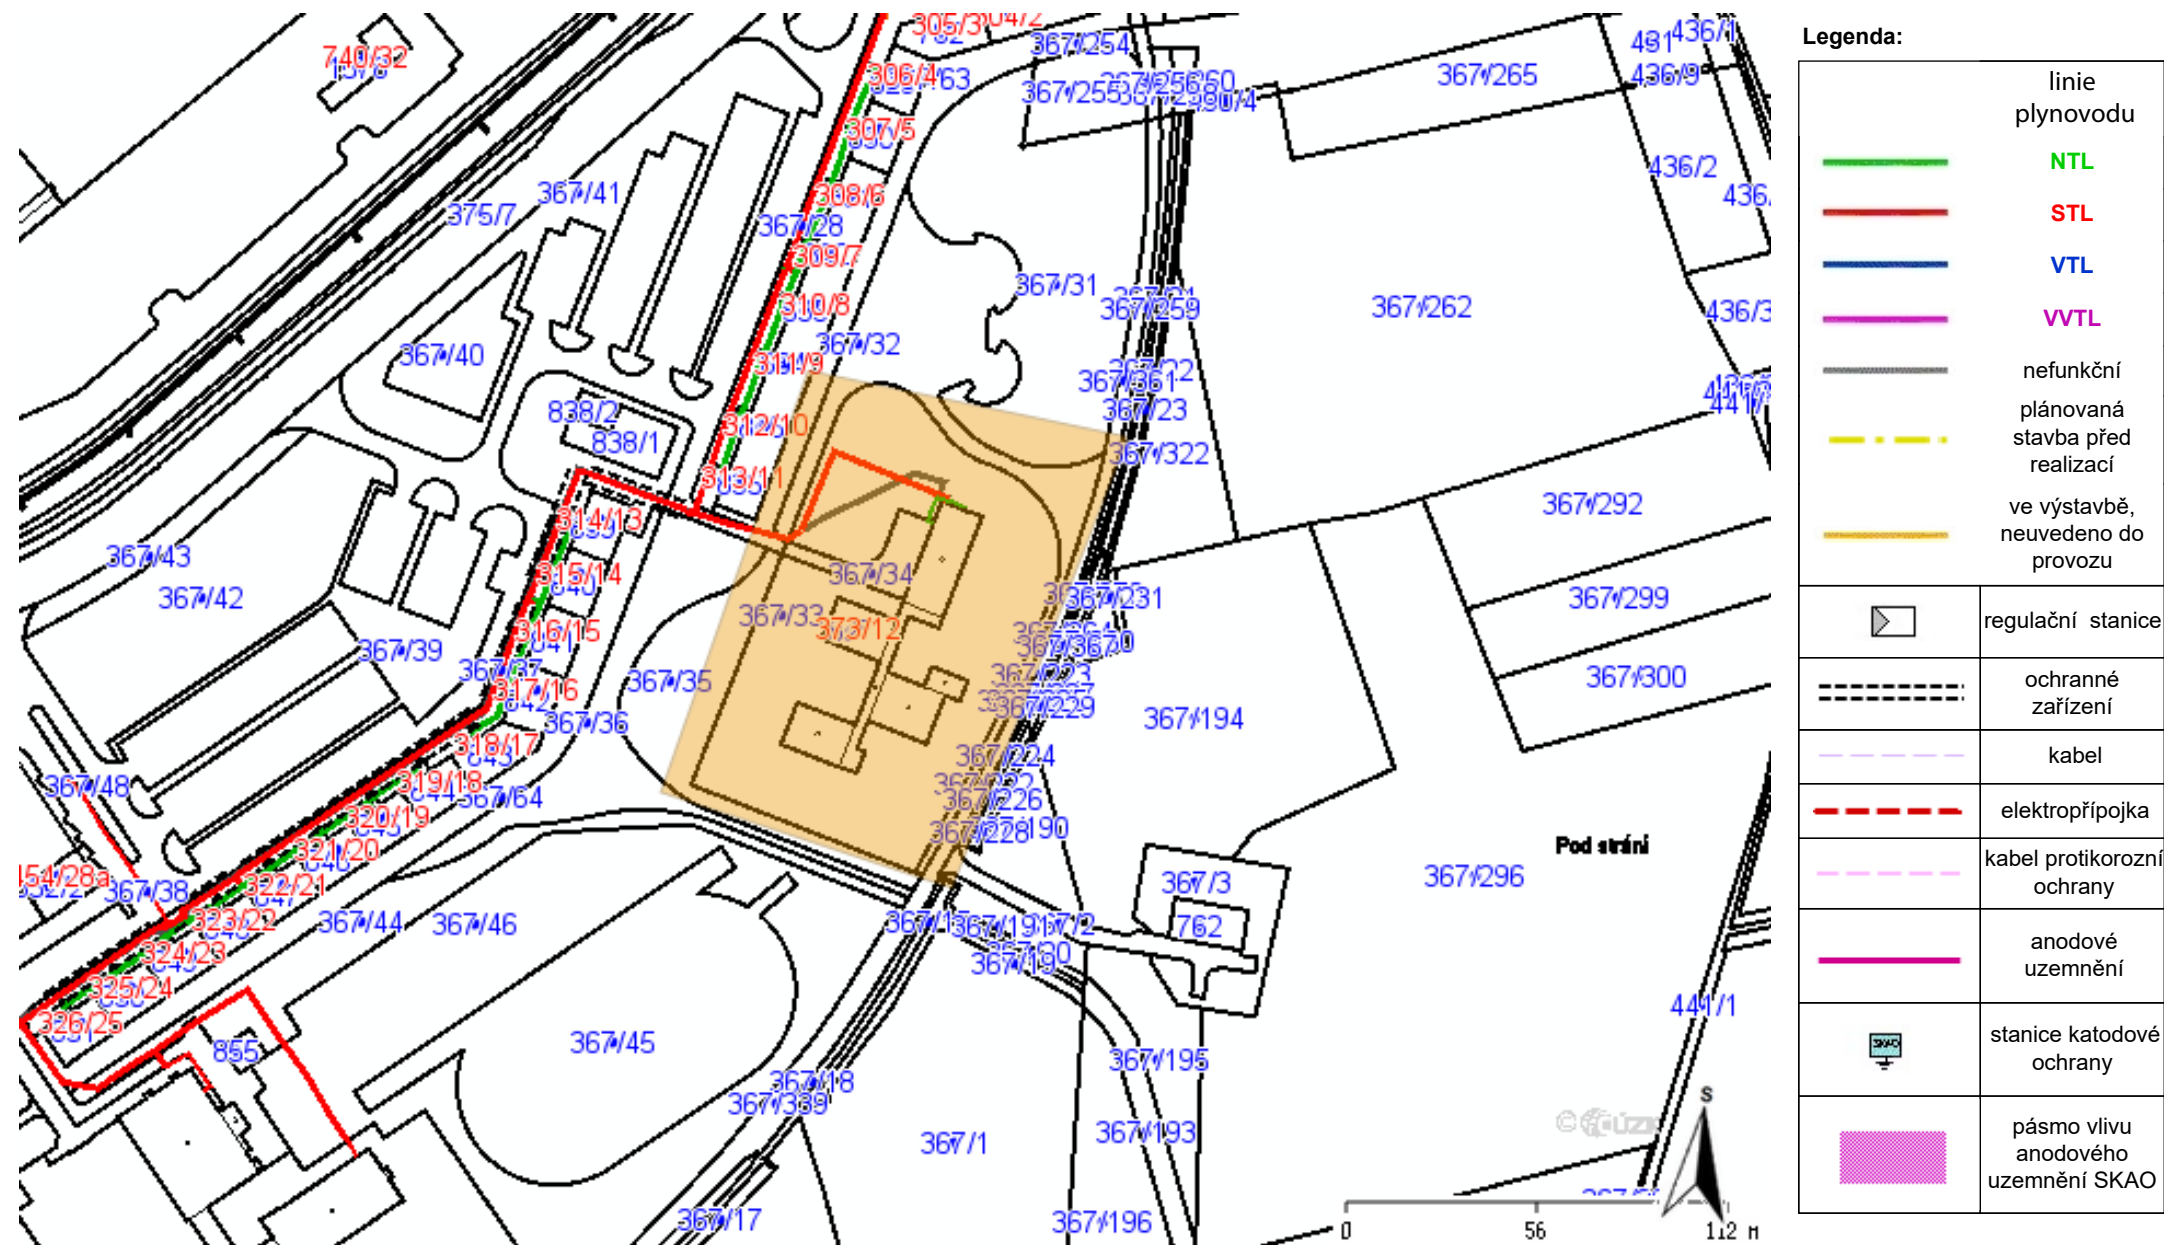 Legenda:
linie
plynovodu
NTL
STL
VTL
VVTL
nefunkční
plánovaná
stavba před
realizací
ve výstavbě,
neuvedeno do
provozu
regulační stanice
ochranné
zařízení
kabel
elektropřípojka
kabel protikorozní
ochrany
anodové
uzemnění
SKAO
stanice katodové
ochrany
pásmo vlivu
anodového
uzemnění SKAO
740/32
305/3
367/254
436/1
367/265
436/9
306/4
367/255
307/5
436/2
367/41
308/6
375/7
367/28
309/7
367/31
367/259
367/262
310/8
367/32
367/40
311/9
367/361
367/23
838/2
312/10
838/1
367/322
313/11
367/292
314/13
367/43
315/14
367/34
367/42
367/231
367/299
367/33
373/12
316/15
367/39
367/37
317/16
367/35
367/223
367/300
367/36
367/229
367/194
318/17
367/224
319/18
367/48
367/64
367/226
320/19
367/228
Pod strání
321/20
454/28a
367/38
322/21
367/3
367/296
323/22
367/44
367/46
762
324/23
367/19
325/24
326/25
441/1
855
367/45
367/195
367/18
367/339
367/193
367/1
367/17
367/196
S
0
56
112 M